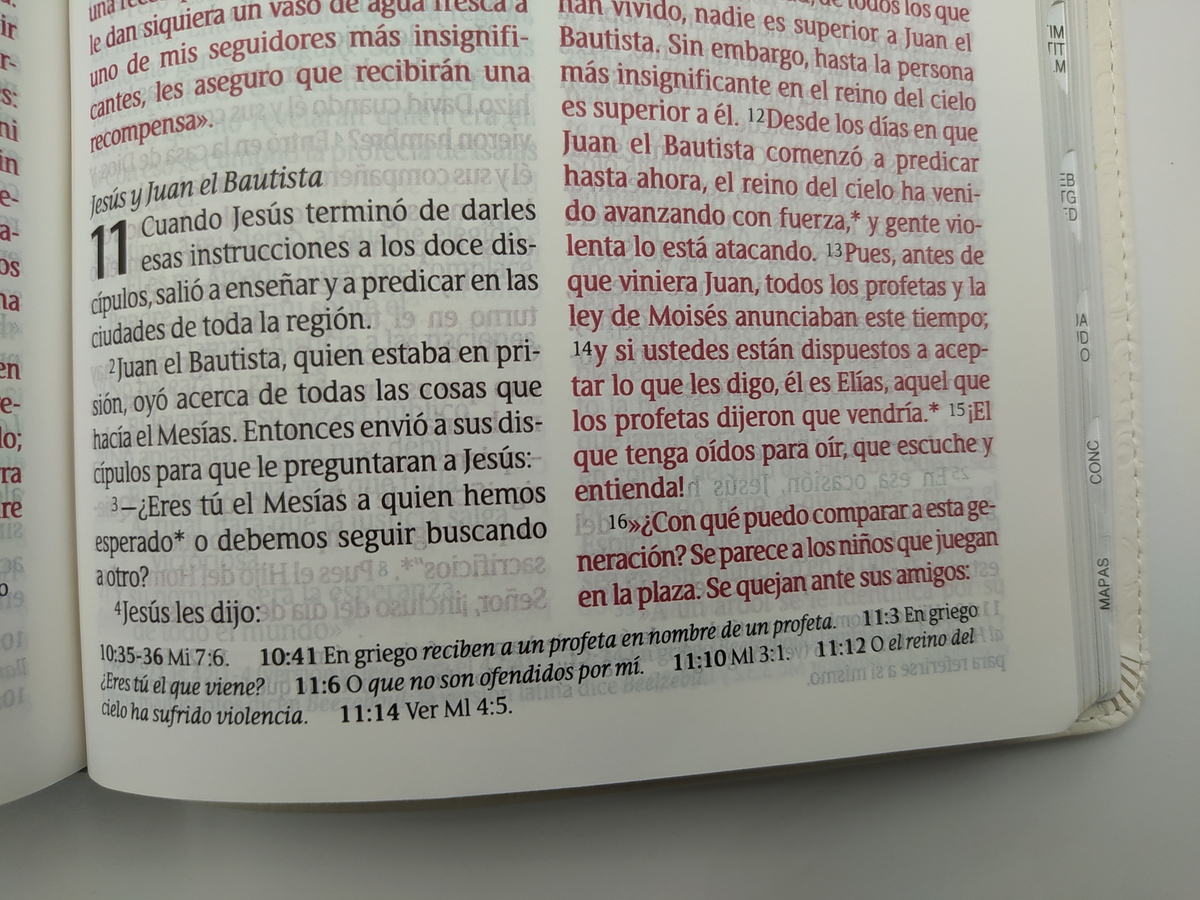 le dan siquiera un vaso de agua fresca a
uno de mis seguidores más insignifi-
cantes, les aseguro que recibirán una
recompensa».
Jesús y Juan el Bautista
11 Cuando Jesús terminó de darles
esas instrucciones a los doce dis-
cípulos, salió a enseñar y a predicar en las
ciudades de toda la región.
2Juan el Bautista, quien estaba en pri-
sión, oyó acerca de todas las cosas que
hacía el Mesías. Entonces envió a sus dis-
cípulos para que le preguntaran a Jesús:
3—¿Eres tú el Mesías a quien hemos
esperado* o debemos seguir buscando
a otro?
4Jesús les dijo:
todos los que
han vivido, nadie es superior a Juan el
Bautista. Sin embargo, hasta la persona
más insignificante en el reino del cielo
es superior a él. 12Desde los días en que
Juan el Bautista comenzó a predicar
hasta ahora, el reino del cielo ha veni-
do avanzando con fuerza,* y gente vio-
lenta lo está atacando. 13Pues, antes de
que viniera Juan, todos los profetas y la
ley de Moisés anunciaban este tiempo;
14y si ustedes están dispuestos a acep-
tar lo que les digo, él es Elías, aquel que
los profetas dijeron que vendría.* 15¡El
que tenga oídos para oír, que escuche y
entienda!
16»¿Con qué puedo comparar a esta ge-
neración? Se parece a los niños que juegan
en la plaza. Se quejan ante sus amigos:
10:35-36 Mi 7:6. 10:41 En griego reciben a un profeta en nombre de un profeta. 11:3 En griego
¿Eres tú el que viene? 11:6 O que no son ofendidos por mí. 11:10 Ml 3:1. 11:12 O el reino del
cielo ha sufrido violencia. 11:14 Ver Ml 4:5.
CONC
MAPAS